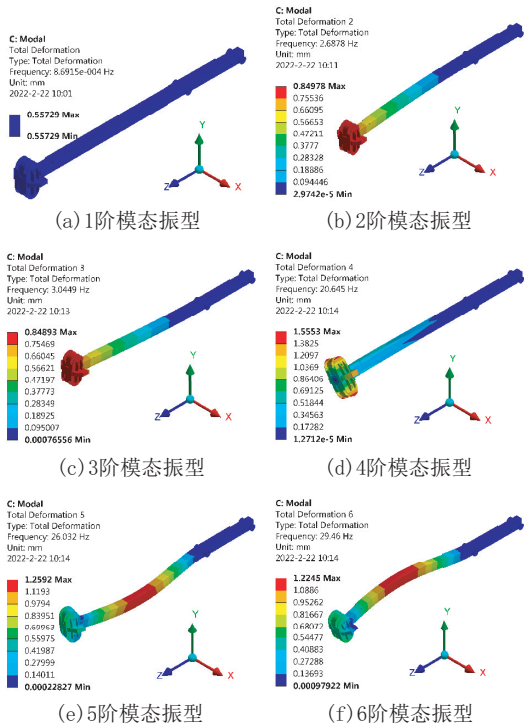 C: Modal
Total Deformation
Type: Total Deformation
Frequency: 8.6915e-004 Hz
Unit: mm
2022-2-22 10:01
0.55729 Max
0.55729 Min
Y
Z
X
(a)1阶模态振型
C: Modal
Total Deformation 2
Type: Total Deformation
Frequency: 2.6878 Hz
Unit: mm
2022-2-22 10:11
0.84978 Max
0.75536
0.66095
0.56653
0.47211
0.3777
0.28328
0.18886
0.094446
2.9742e-5 Min
Y
Z
X
(b)2阶模态振型
C: Modal
Total Deformation 3
Type: Total Deformation
Frequency: 3.0449 Hz
Unit: mm
2022-2-22 10:13
0.84893 Max
0.75469
0.66045
0.56621
0.47197
0.37773
0.28349
0.18925
0.095007
0.00076556 Min
Y
Z
X
(c)3阶模态振型
C: Modal
Total Deformation 4
Type: Total Deformation
Frequency: 20.645 Hz
Unit: mm
2022-2-22 10:14
1.5553 Max
1.3825
1.2097
1.0369
0.86406
0.69125
0.51844
0.34563
0.17282
1.2712e-5 Min
Y
Z
X
(d)4阶模态振型
C: Modal
Total Deformation 5
Type: Total Deformation
Frequency: 26.032 Hz
Unit: mm
2022-2-22 10:14
1.2592 Max
1.1193
0.9794
0.83951
0.69963
0.55975
0.41987
0.27999
0.14011
0.00022827 Min
Y
Z
X
(e)5阶模态振型
C: Modal
Total Deformation 6
Type: Total Deformation
Frequency: 29.46 Hz
Unit: mm
2022-2-22 10:14
1.2245 Max
1.0886
0.95262
0.81667
0.68072
0.54477
0.40883
0.27288
0.13693
0.00097922 Min
Y
Z
X
(f)6阶模态振型